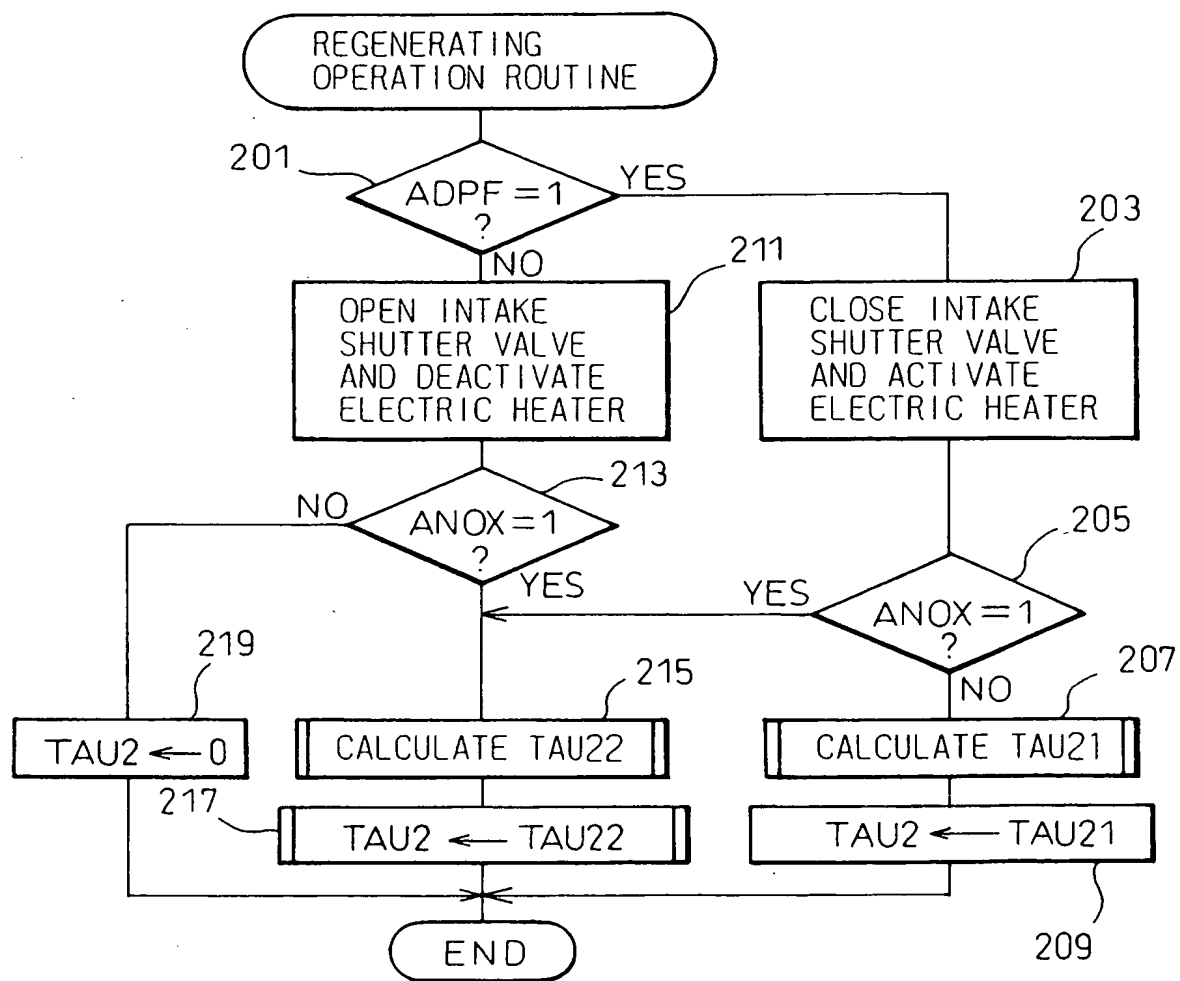 REGENERATING
OPERATION ROUTINE
201
ADPF = 1
?
YES
NO
203
CLOSE INTAKE
SHUTTER VALVE
AND ACTIVATE
ELECTRIC HEATER
211
OPEN INTAKE
SHUTTER VALVE
AND DEACTIVATE
ELECTRIC HEATER
213
ANOX = 1
?
NO
YES
205
ANOX = 1
?
YES
NO
219
TAU2 ← 0
215
CALCULATE TAU22
207
CALCULATE TAU21
217
TAU2 ← TAU22
TAU2 ← TAU21
209
END